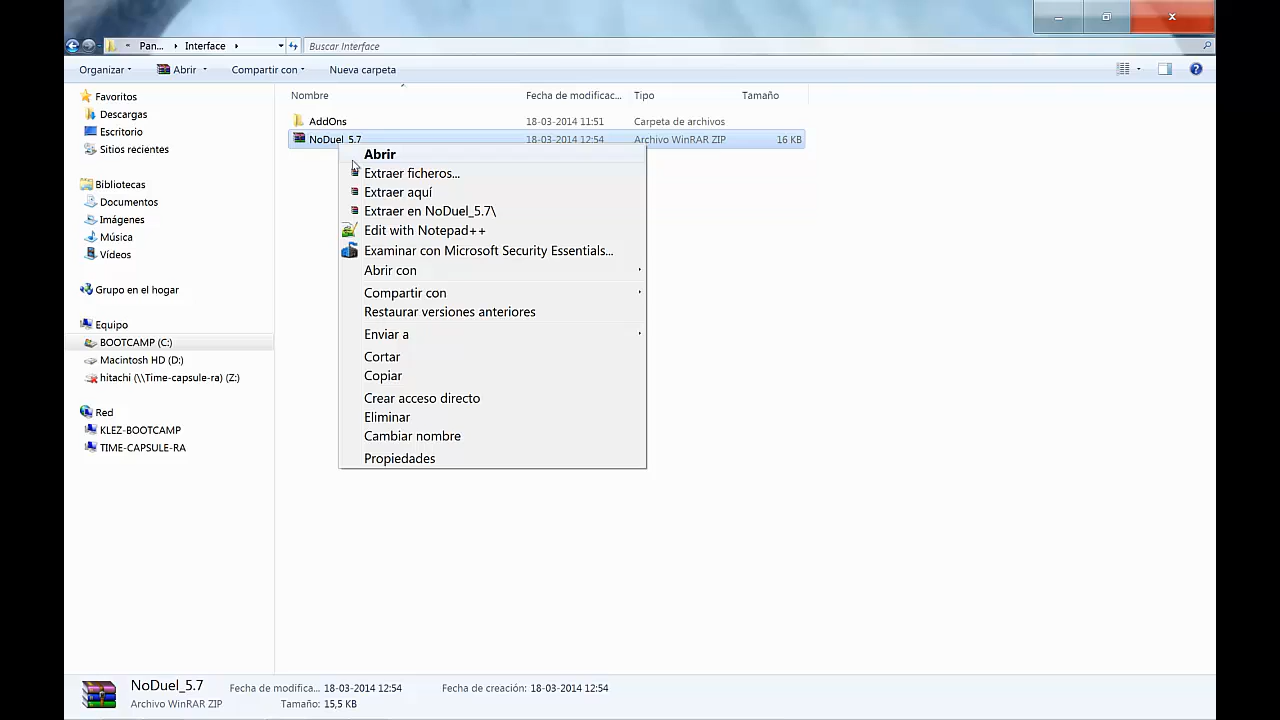 « Pan... Interface
Buscar Interface
Organizar Abrir Compartir con Nueva carpeta
Nombre Fecha de modificac... Tipo Tamaño
Favoritos
Descargas
Escritorio
Sitios recientes
Bibliotecas
Documentos
Imágenes
Música
Vídeos
Grupo en el hogar
Equipo
BOOTCAMP (C:)
Macintosh HD (D:)
hitachi (\\Time-capsule-ra) (Z:)
Red
KLEZ-BOOTCAMP
TIME-CAPSULE-RA
AddOns 18-03-2014 11:51 Carpeta de archivos
NoDuel_5.7 18-03-2014 12:54 Archivo WinRAR ZIP 16 KB
Abrir
Extraer ficheros...
Extraer aquí
Extraer en NoDuel_5.7\
Edit with Notepad++
Examinar con Microsoft Security Essentials...
Abrir con
Compartir con
Restaurar versiones anteriores
Enviar a
Cortar
Copiar
Crear acceso directo
Eliminar
Cambiar nombre
Propiedades
NoDuel_5.7 Fecha de modifica... 18-03-2014 12:54 Fecha de creación: 18-03-2014 12:54
Archivo WinRAR ZIP Tamaño: 15,5 KB